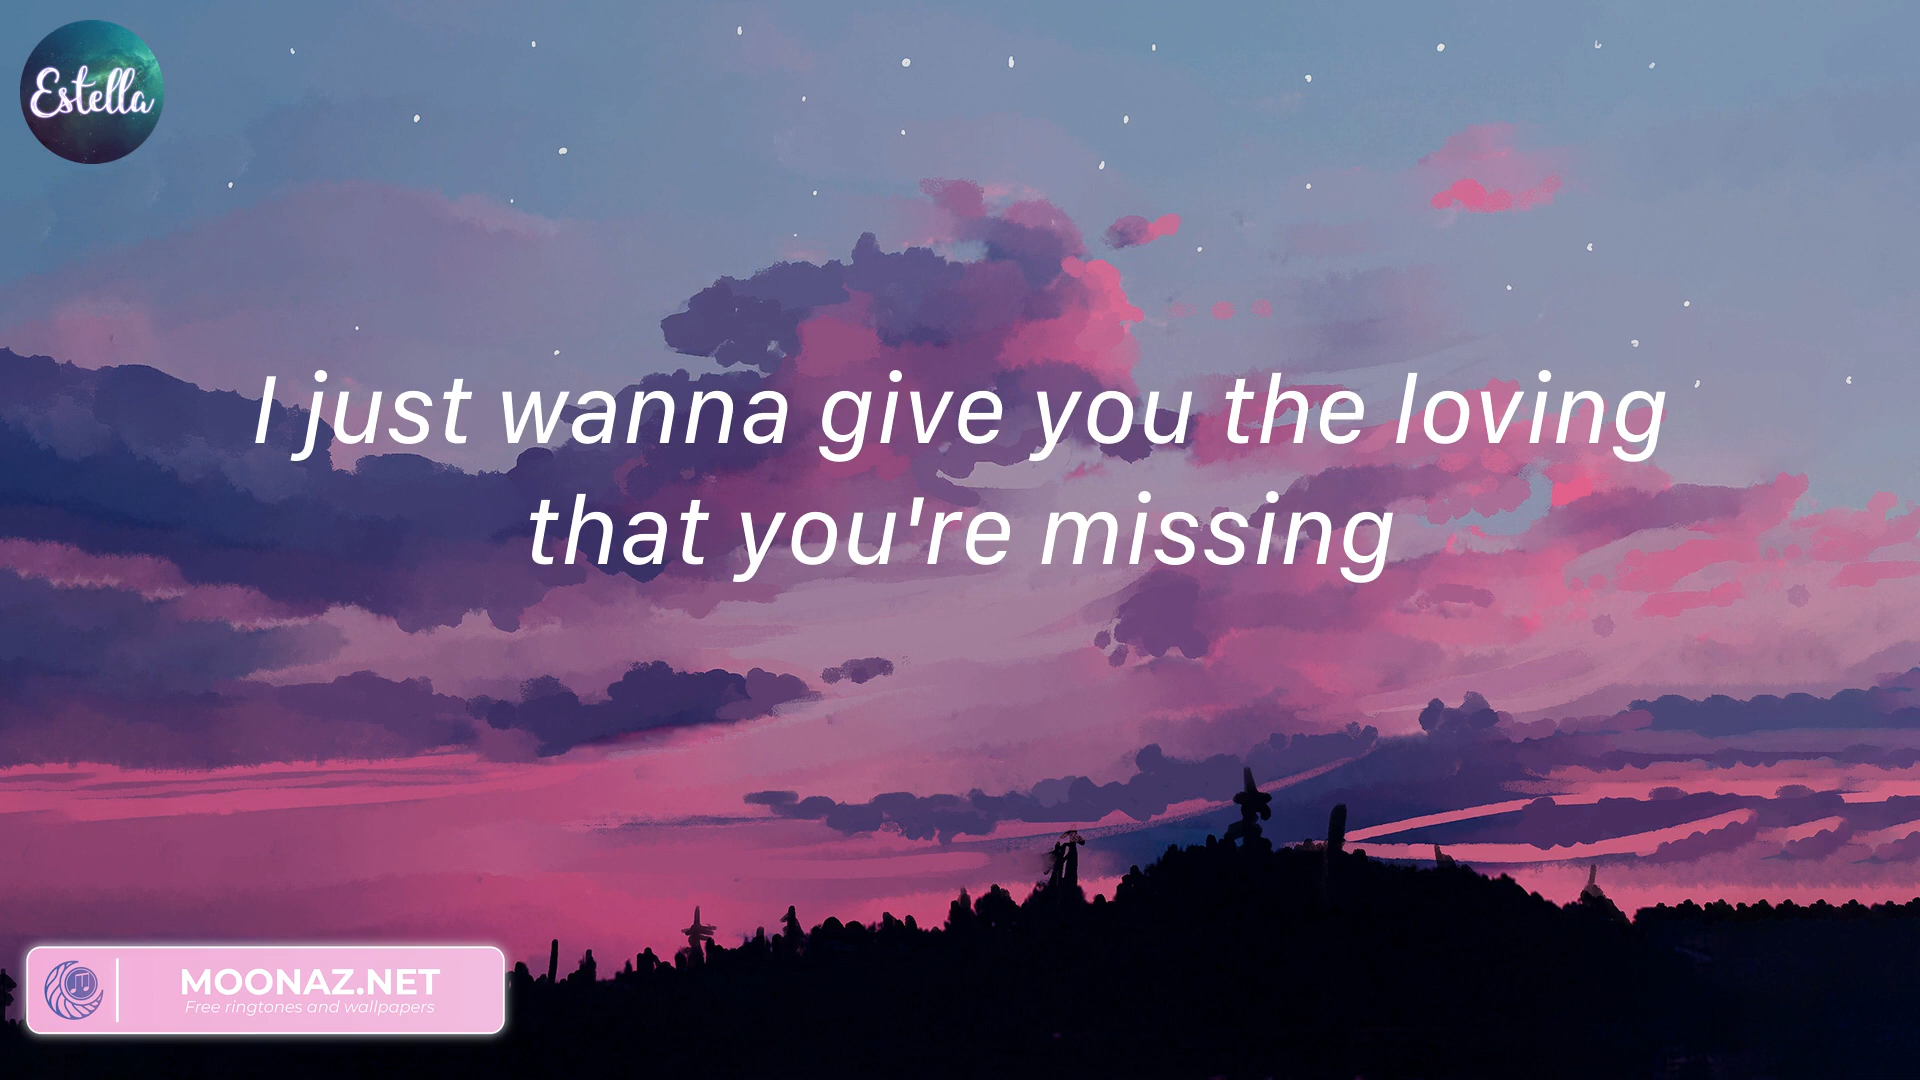 Estella
I just wanna give you the loving
that you're missing
MOONAZ.NET
Free ringtones and wallpapers